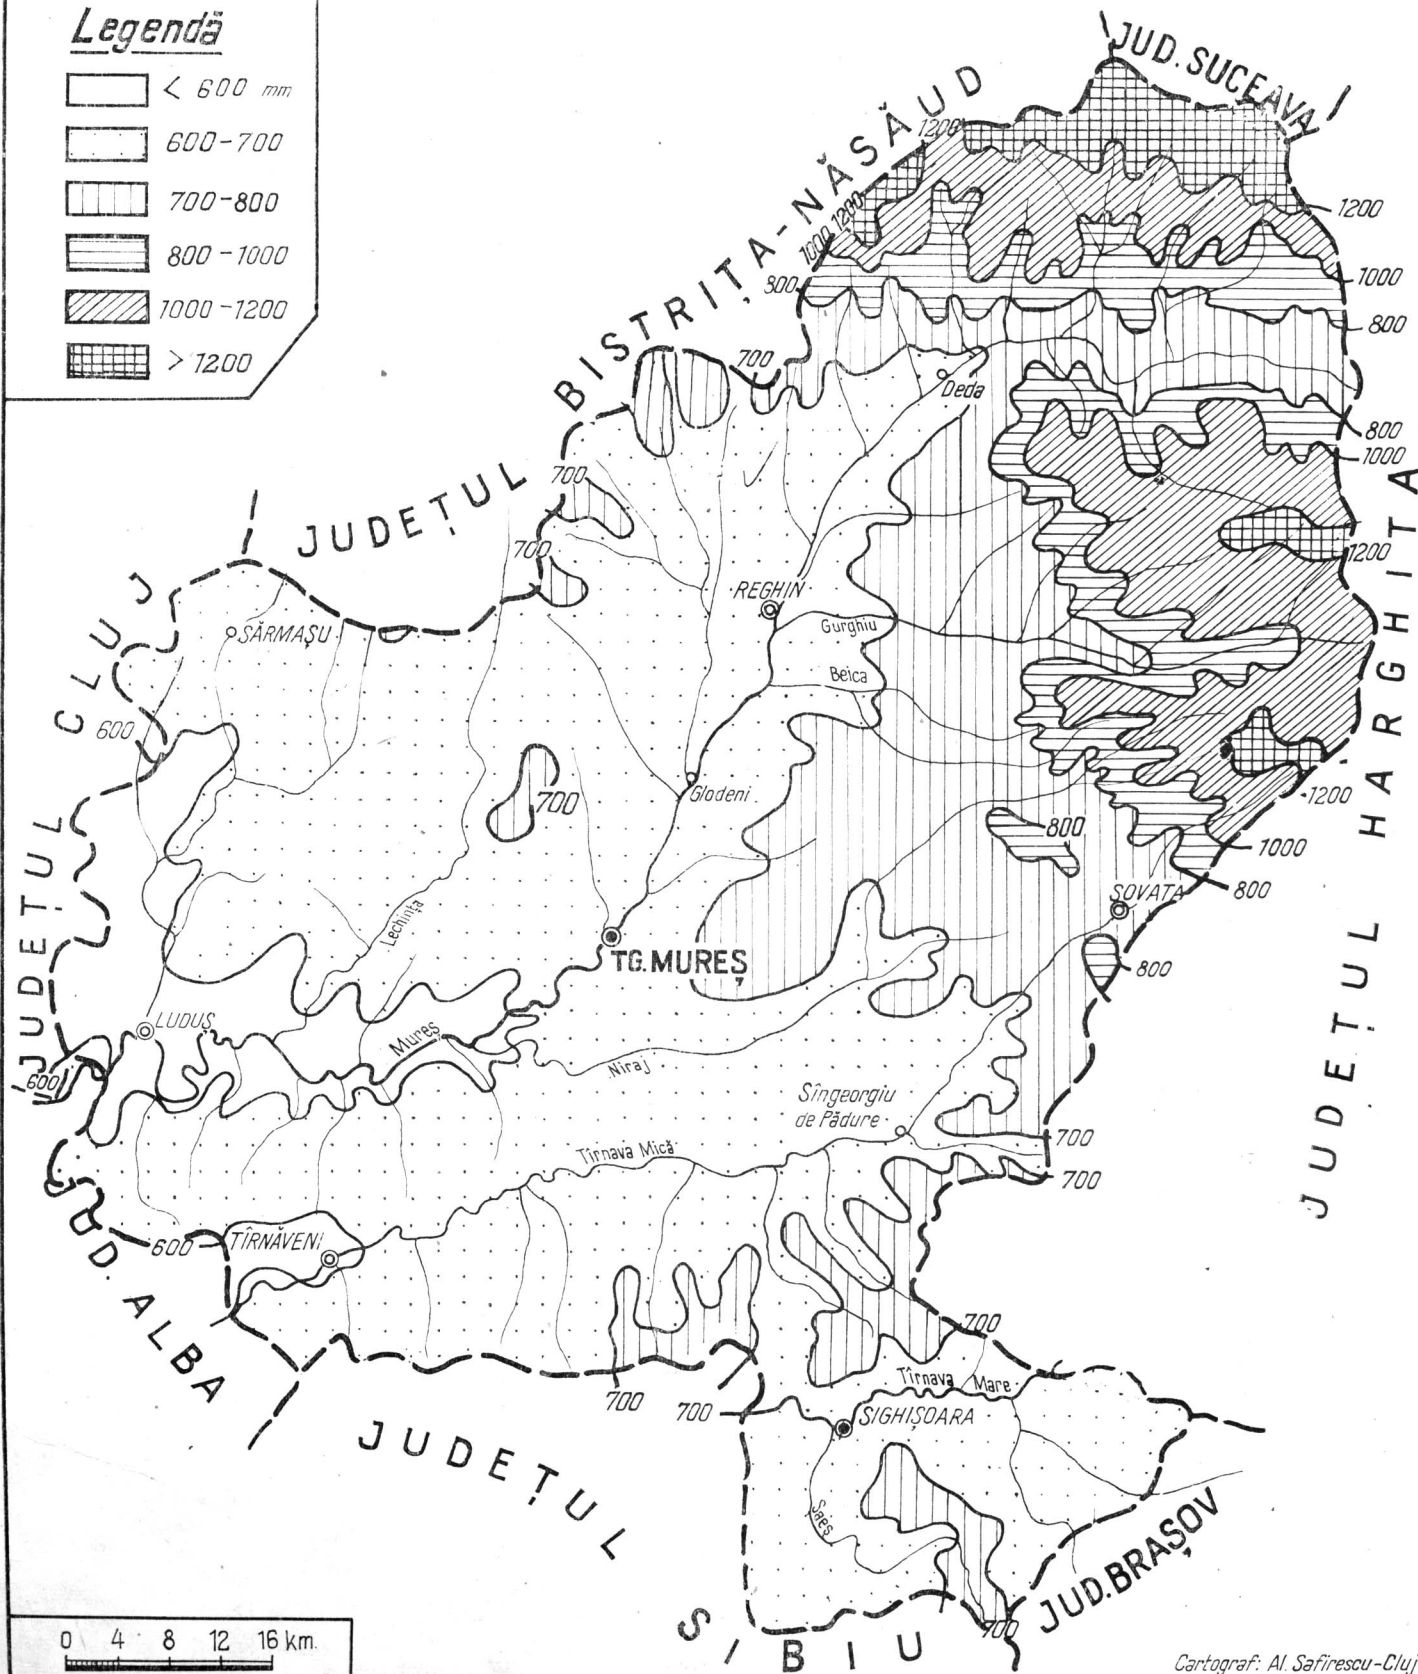 Legendă
< 600 mm
600-700
700-800
800-1000
1000-1200
> 1200
JUD. SUCEAVA
JUDEȚUL BISTRIȚA-NĂSĂUD
1200
1200
1000
800
1200
1000
800
700
Deda
800
1000
700
1200
700
JUDEȚUL CLUJ
REGHIN
SĂRMAȘU
Gurghiu
Beica
600
Glodeni
700
1200
800
1000
800
SOVATA
Lechința
TG. MUREȘ
800
LUDUȘ
Mureș
Niraj
600
Sîngeorgiu
de Pădure
700
Tîrnava Mică
700
600
TÎRNĂVENI
JUD. ALBA
700
Tîrnava Mare
700
700
SIGHIȘOARA
JUDEȚUL SIBIU
Saeș
700
JUD. BRAȘOV
JUDEȚUL HARGHITA
0 4 8 12 16 km.
Cartograf: Al. Safirescu-Cluj